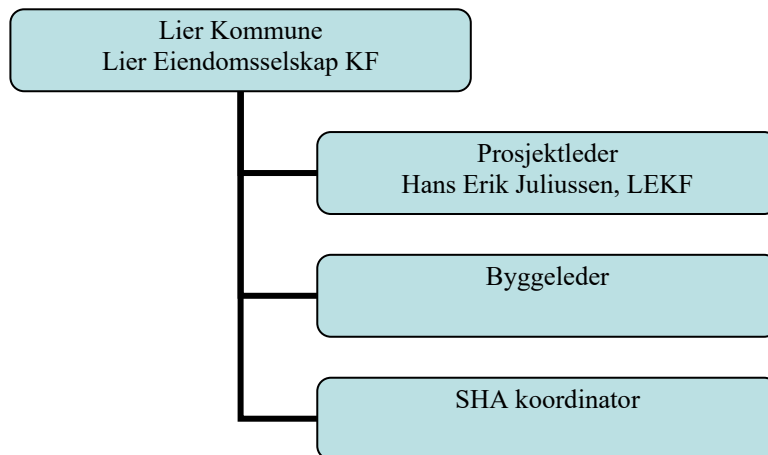 Lier Kommune
Lier Eiendomsselskap KF
Prosjektleder
Hans Erik Juliussen, LEKF
Byggeleder
SHA koordinator